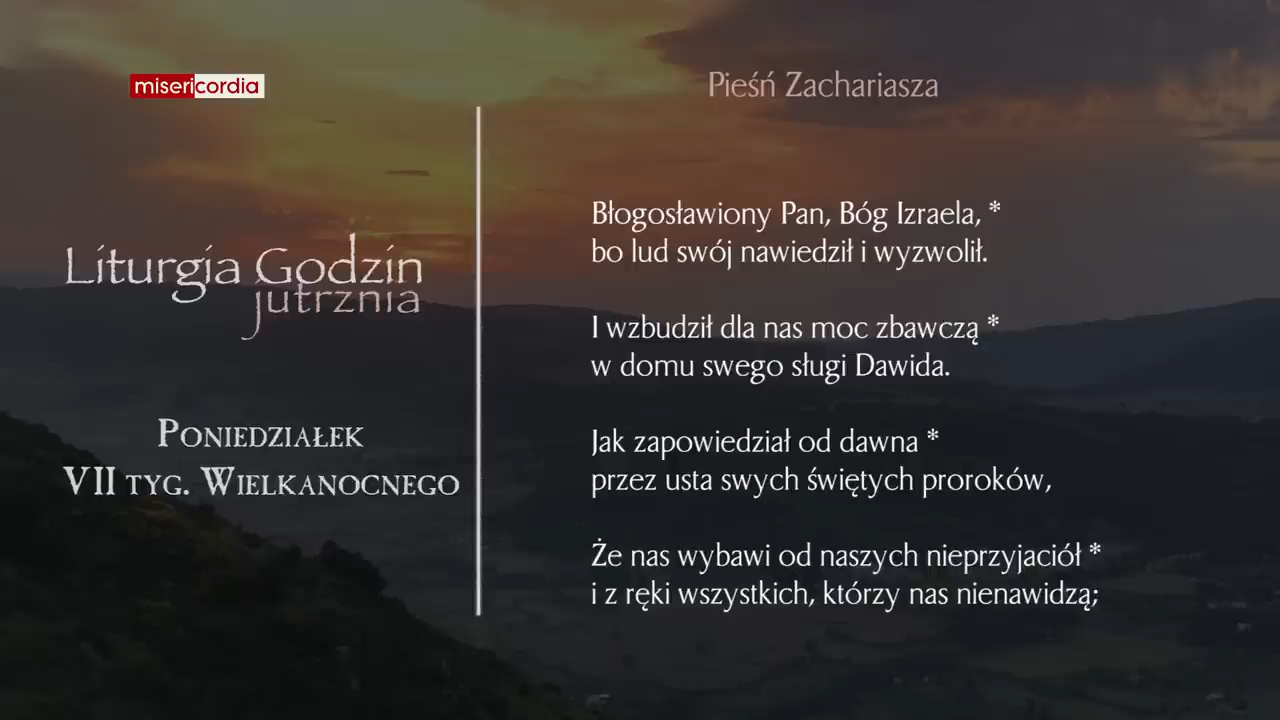 misericordia
Liturgia Godzin
jutrznia
Poniedziałek
VII tyg. Wielkanocnego
Pieśń Zachariasza
Błogosławiony Pan, Bóg Izraela, *
bo lud swój nawiedził i wyzwolił.
I wzbudził dla nas moc zbawczą *
w domu swego sługi Dawida.
Jak zapowiedział od dawna *
przez usta swych świętych proroków,
Że nas wybawi od naszych nieprzyjaciół *
i z ręki wszystkich, którzy nas nienawidzą;